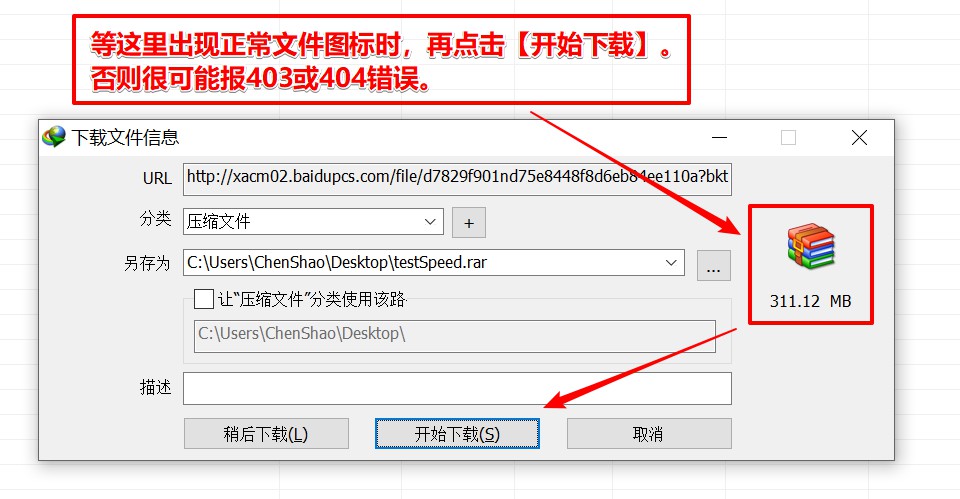 等这里出现正常文件图标时，再点击【开始下载】。
否则很可能报403或404错误。
下载文件信息
URL http://xacm02.baidupcs.com/file/d7829f901nd75e8448f8d6eb84ee110a?bkt
分类 压缩文件 +
另存为 C:\Users\ChenShao\Desktop\testSpeed.rar ...
311.12 MB
让“压缩文件”分类使用该路
C:\Users\ChenShao\Desktop\
描述
稍后下载(L) 开始下载(S) 取消